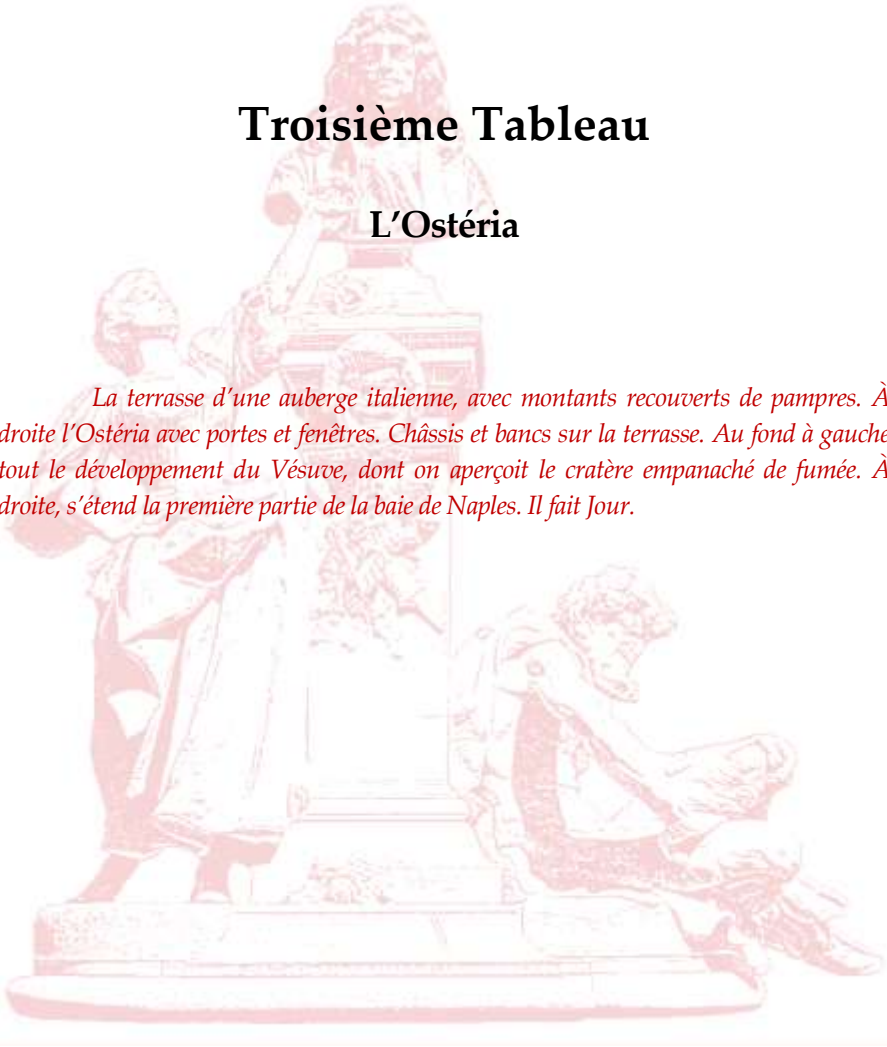 Troisième Tableau
L’Ostéria
La terrasse d’une auberge italienne, avec montants recouverts de pampres. À
droite l’Ostéria avec portes et fenêtres. Châssis et bancs sur la terrasse. Au fond à gauche
tout le développement du Vésuve, dont on aperçoit le cratère empanaché de fumée. À
droite, s’étend la première partie de la baie de Naples. Il fait Jour.